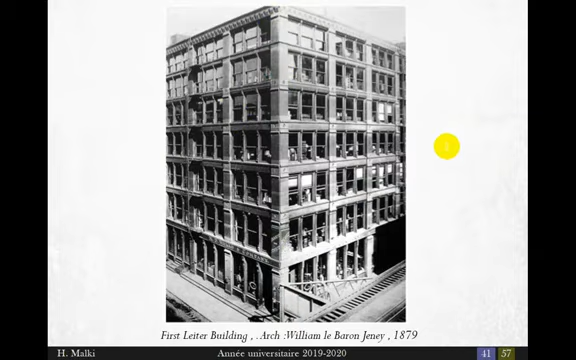 First Leiter Building , .Arch :William le Baron Jeney , 1879
H. Malki Année universitaire 2019-2020 41 57